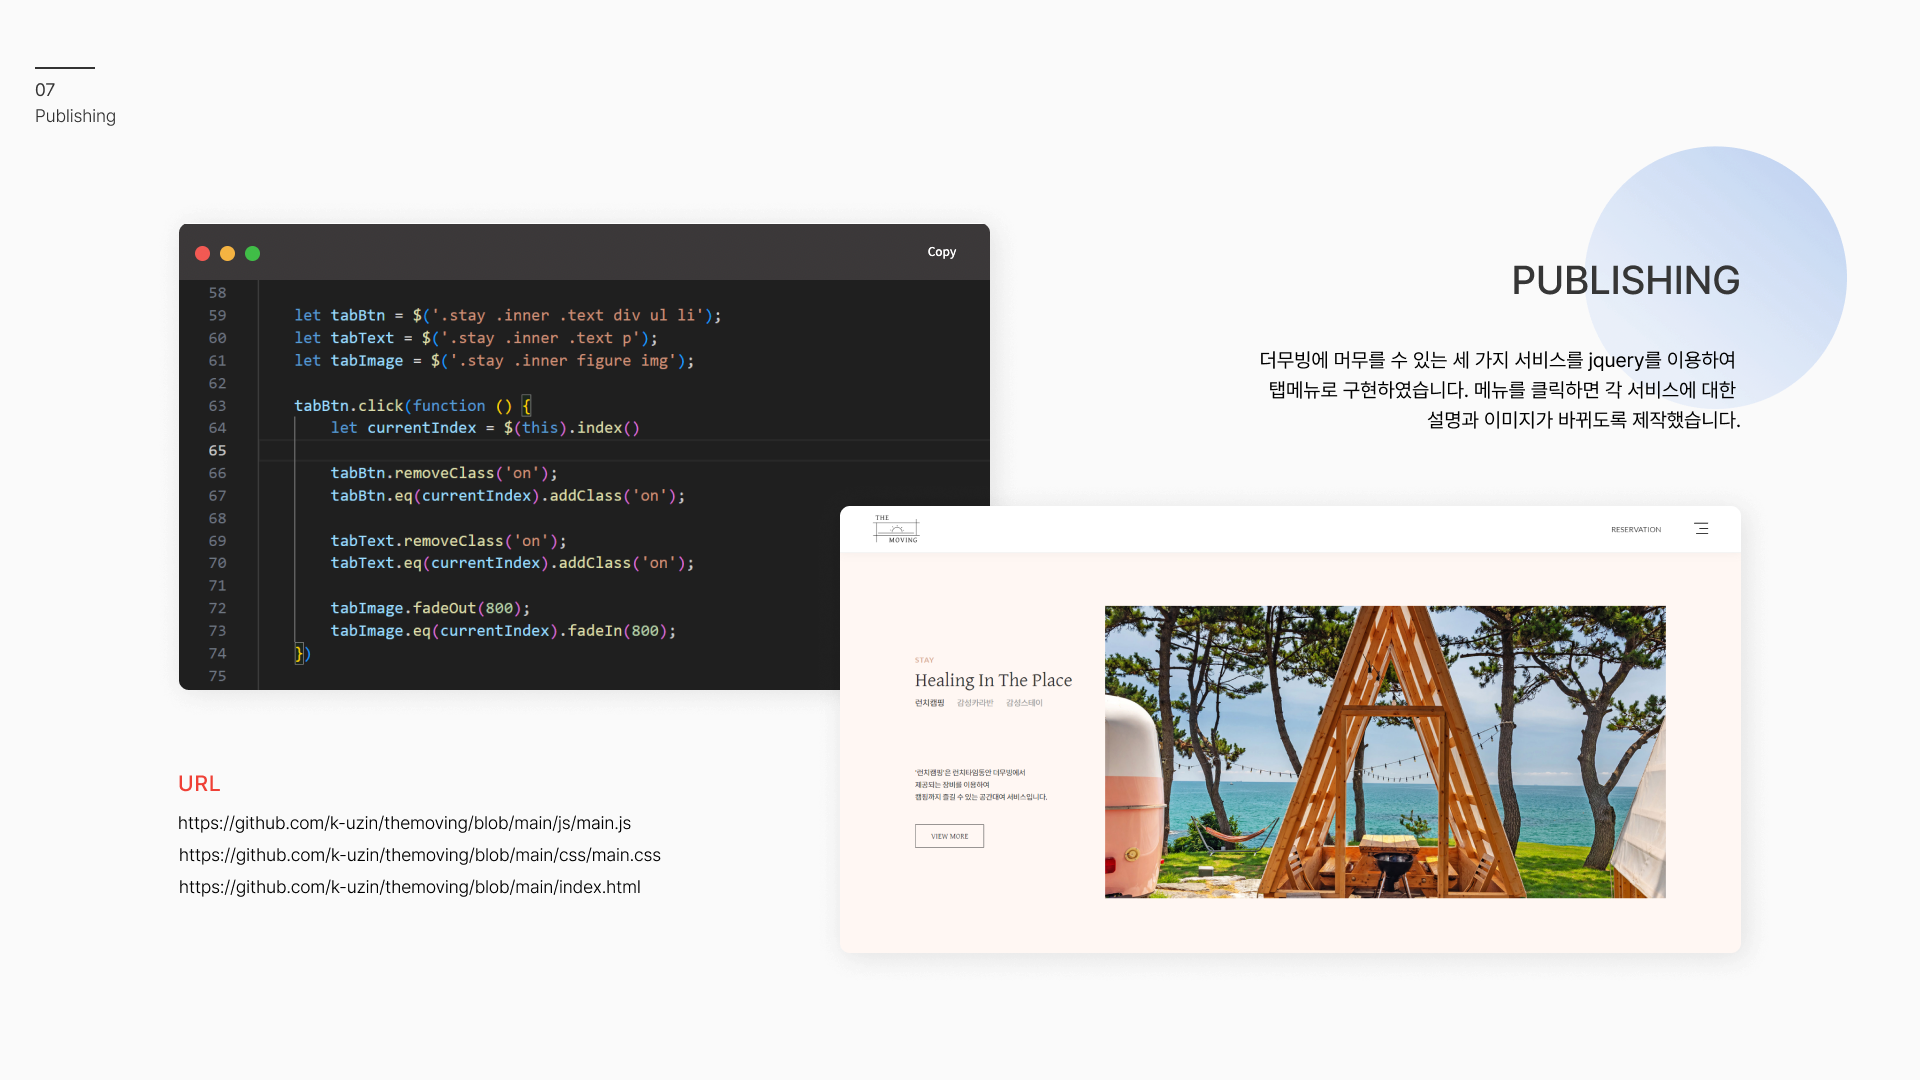 07
Publishing
Copy
58
59 let tabBtn = $('.stay .inner .text div ul li');
60 let tabText = $('.stay .inner .text p');
61 let tabImage = $('.stay .inner figure img');
62
63 tabBtn.click(function () {
64 let currentIndex = $(this).index()
65
66 tabBtn.removeClass('on');
67 tabBtn.eq(currentIndex).addClass('on');
68
69 tabText.removeClass('on');
70 tabText.eq(currentIndex).addClass('on');
71
72 tabImage.fadeOut(800);
73 tabImage.eq(currentIndex).fadeIn(800);
74 })
75
PUBLISHING
더무빙에 머무를 수 있는 세 가지 서비스를 jquery를 이용하여
탭메뉴로 구현하였습니다. 메뉴를 클릭하면 각 서비스에 대한
설명과 이미지가 바뀌도록 제작했습니다.
THE
MOVING
RESERVATION
STAY
Healing In The Place
런치캠핑 감성카라반 감성스테이
'런치캠핑'은 런치타임동안 더무빙에서
제공되는 장비를 이용하여
캠핑까지 즐길 수 있는 공간대여 서비스입니다.
VIEW MORE
URL
https://github.com/k-uzin/themoving/blob/main/js/main.js
https://github.com/k-uzin/themoving/blob/main/css/main.css
https://github.com/k-uzin/themoving/blob/main/index.html